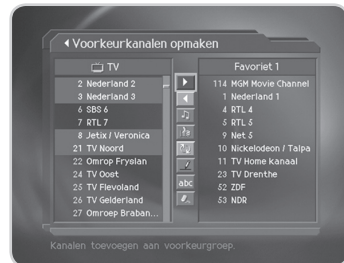 Voorkeurkanalen opmaken
TV
2 Nederland 2
3 Nederland 3
6 SBS 6
7 RTL 7
8 Jetix / Veronica
21 TV Noord
22 Omrop Fryslan
24 TV Oost
25 TV Flevoland
26 TV Gelderland
27 Omroep Braban...
abc
Favoriet 1
114 MGM Movie Channel
1 Nederland 1
4 RTL 4
5 RTL 5
9 Net 5
10 Nickelodeon / Talpa
11 TV Home kanaal
23 TV Drenthe
52 ZDF
53 NDR
Kanalen toevoegen aan voorkeurgroep.